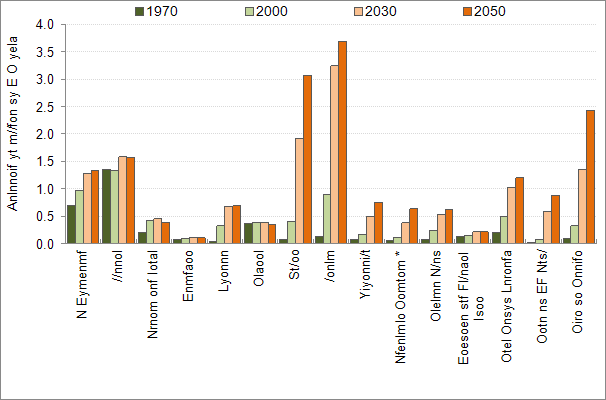 1970 2000 2030 2050
Anlnnoif yt m//fon sy E O yela
4.0
3.5
3.0
2.5
2.0
1.5
1.0
0.5
0.0
N Eymenmf
//nnol
Nrnom onf lotal
Enmfaoo
Lyonnn
Olaool
St/oo
/onlm
Yiyonni/t
Nfenlmlo Oomtom *
Olelnnn N/ns
Eoesoen stf Fl/naol
Isoo
Otel Onsys Lnronfa
Ootn ns EF Nts/
Oiro so Onnifo